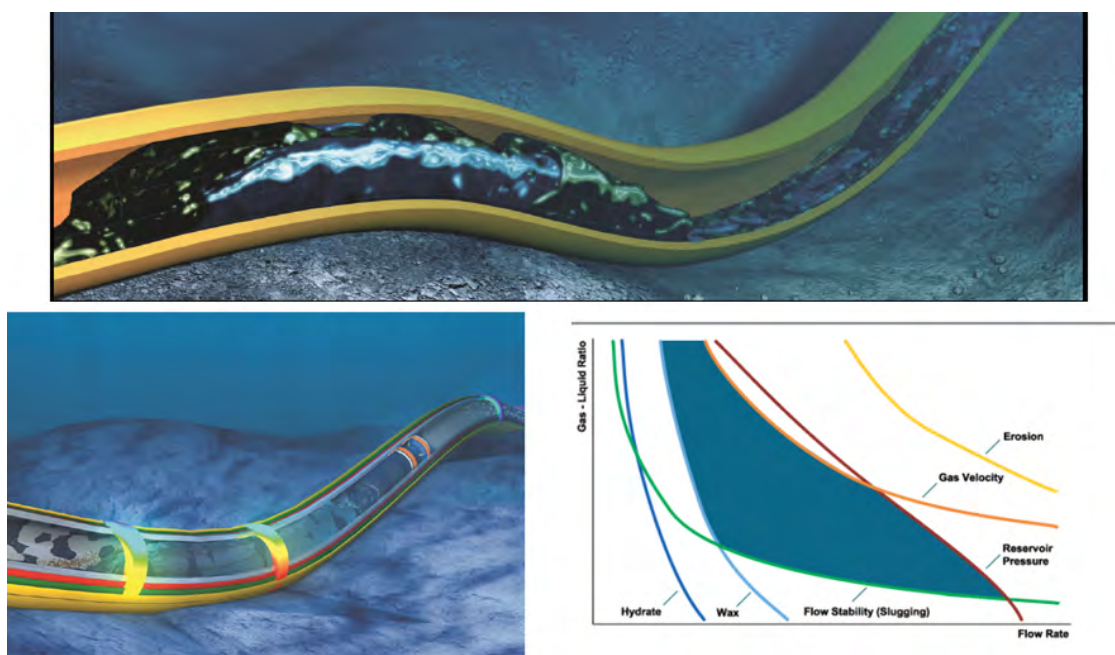 Gas - Liquid Ratio
Erosion
Gas Velocity
Reservoir
Pressure
Hydrate
Wax
Flow Stability (Slugging)
Flow Rate